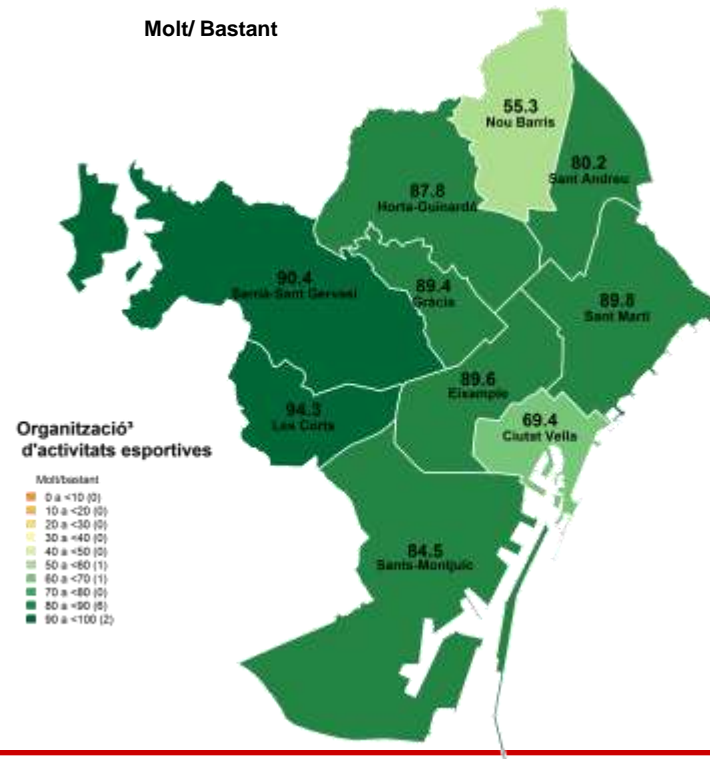 Molt/ Bastant
55.3
Nou Barris
80.2
Sant Andreu
87.8
Horta-Guinardó
90.4
Sarrià-Sant Gervasi
89.4
Gràcia
89.8
Sant Martí
89.6
Eixample
94.3
Les Corts
69.4
Ciutat Vella
84.5
Sants-Montjuïc
Organització³
d'activitats esportives
Molt/bastant
0 a <10 (0)
10 a <20 (0)
20 a <30 (0)
30 a <40 (0)
40 a <50 (0)
50 a <60 (1)
60 a <70 (1)
70 a <80 (0)
80 a <90 (6)
90 a <100 (2)